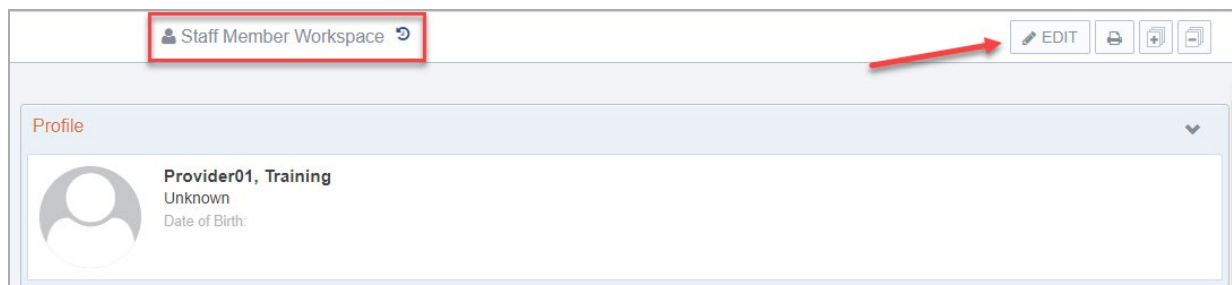 Staff Member Workspace
EDIT
Profile
Provider01, Training
Unknown
Date of Birth: